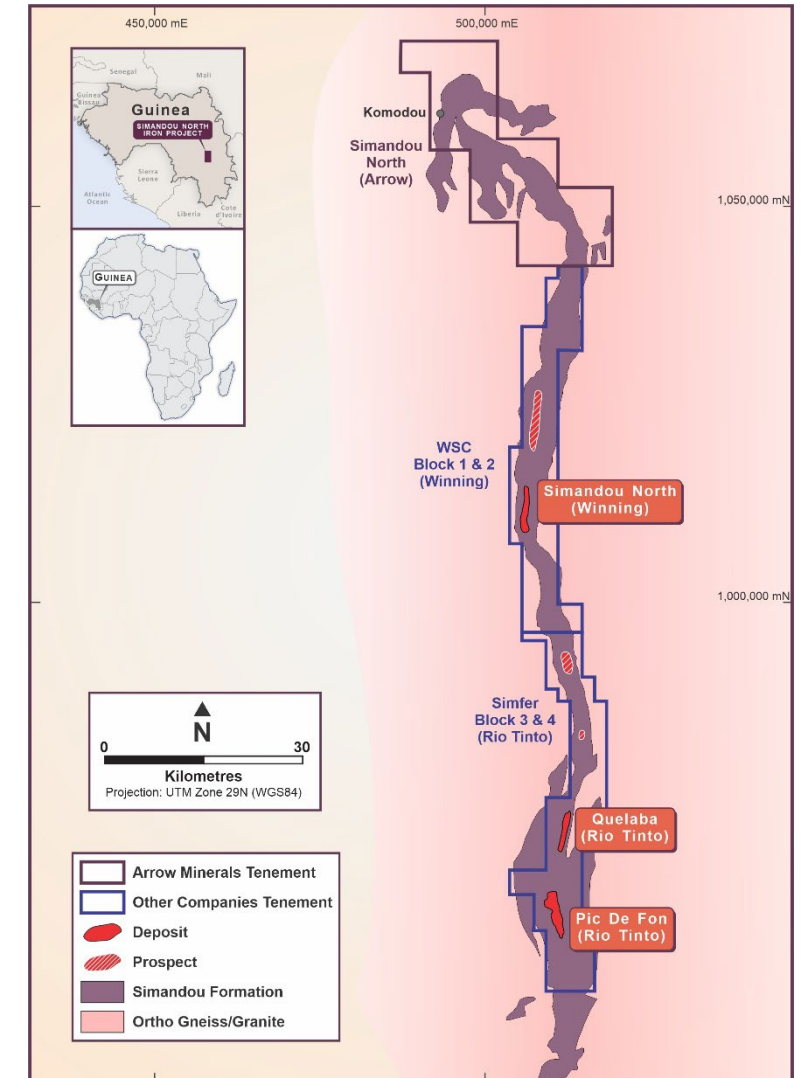 450,000 mE
500,000 mE
Senegal
Mali
Guinea
Bissau
Guinea
SIMANDOU NORTH
IRON PROJECT
Sierra
Leone
Atlantic
Ocean
Liberia
Cote
d'Ivoire
GUINEA
Komodou
Simandou
North
(Arrow)
1,050,000 mN
WSC
Block 1 & 2
(Winning)
Simandou North
(Winning)
1,000,000 mN
Simfer
Block 3 & 4
(Rio Tinto)
Quelaba
(Rio Tinto)
Pic De Fon
(Rio Tinto)
N
0
30
Kilometres
Projection: UTM Zone 29N (WGS84)
Arrow Minerals Tenement
Other Companies Tenement
Deposit
Prospect
Simandou Formation
Ortho Gneiss/Granite